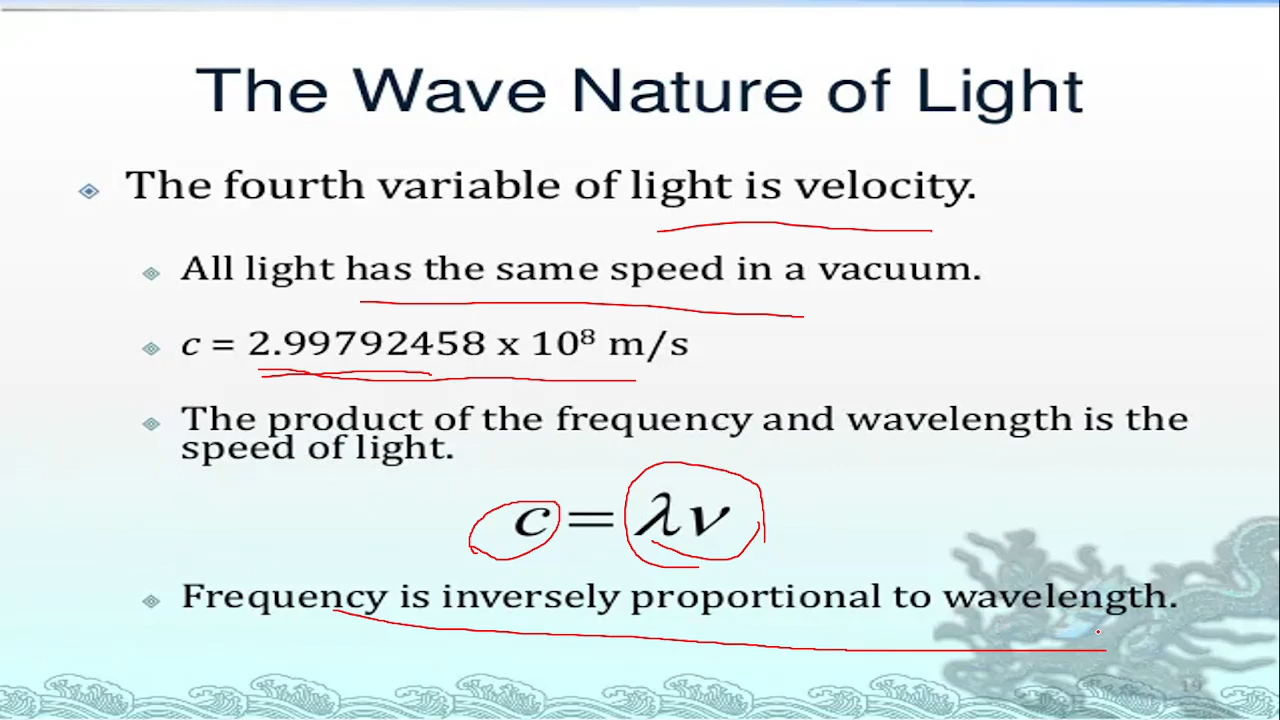 The Wave Nature of Light
The fourth variable of light is velocity.
All light has the same speed in a vacuum.
c = 2.99792458 x 10⁸ m/s
The product of the frequency and wavelength is the
speed of light.
c = λν
Frequency is inversely proportional to wavelength.
19